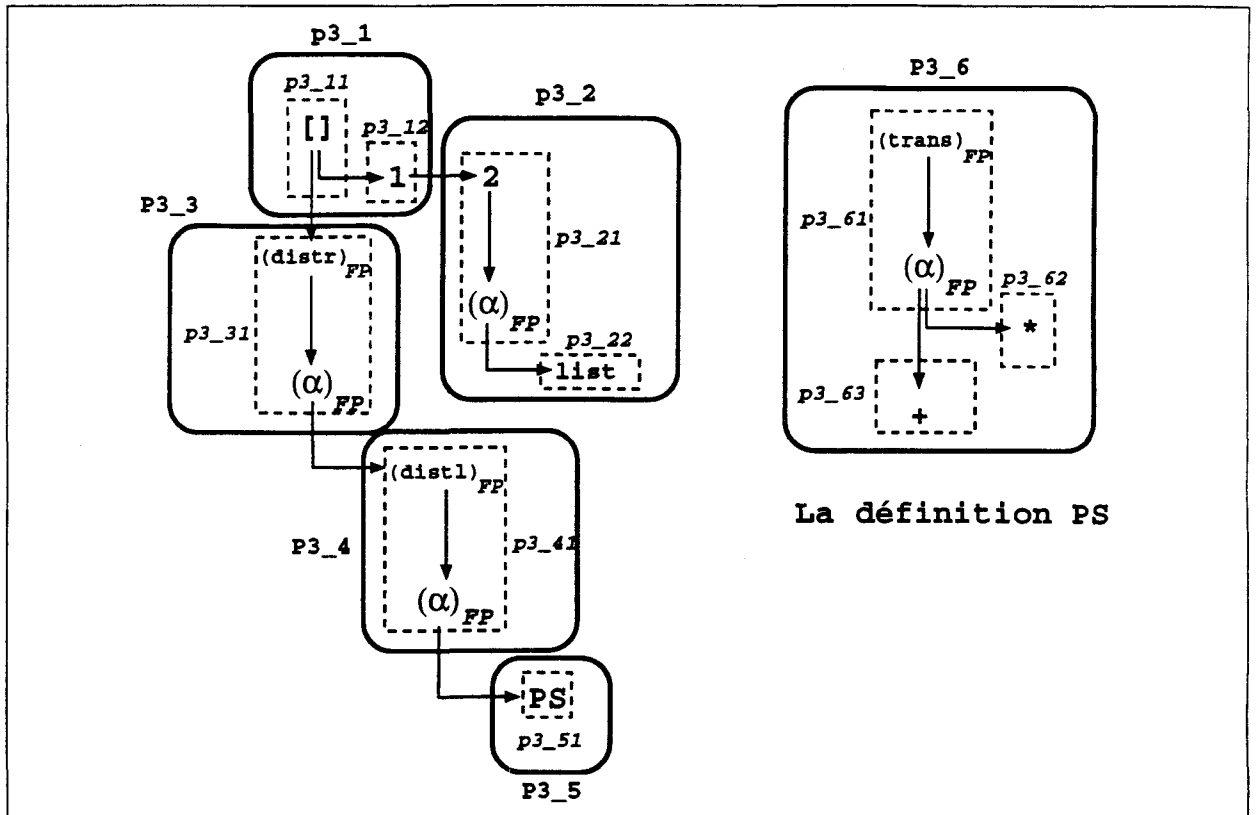 p3_1
p3_11
[]
p3_12
1
p3_2
2
p3_21
(α)FP
p3_22
list
P3_3
(distr)FP
p3_31
(α)FP
P3_4
(distl)FP
p3_41
(α)FP
PS
p3_51
P3_5
P3_6
(trans)FP
p3_61
(α)FP
p3_62
*
p3_63
+
La définition PS